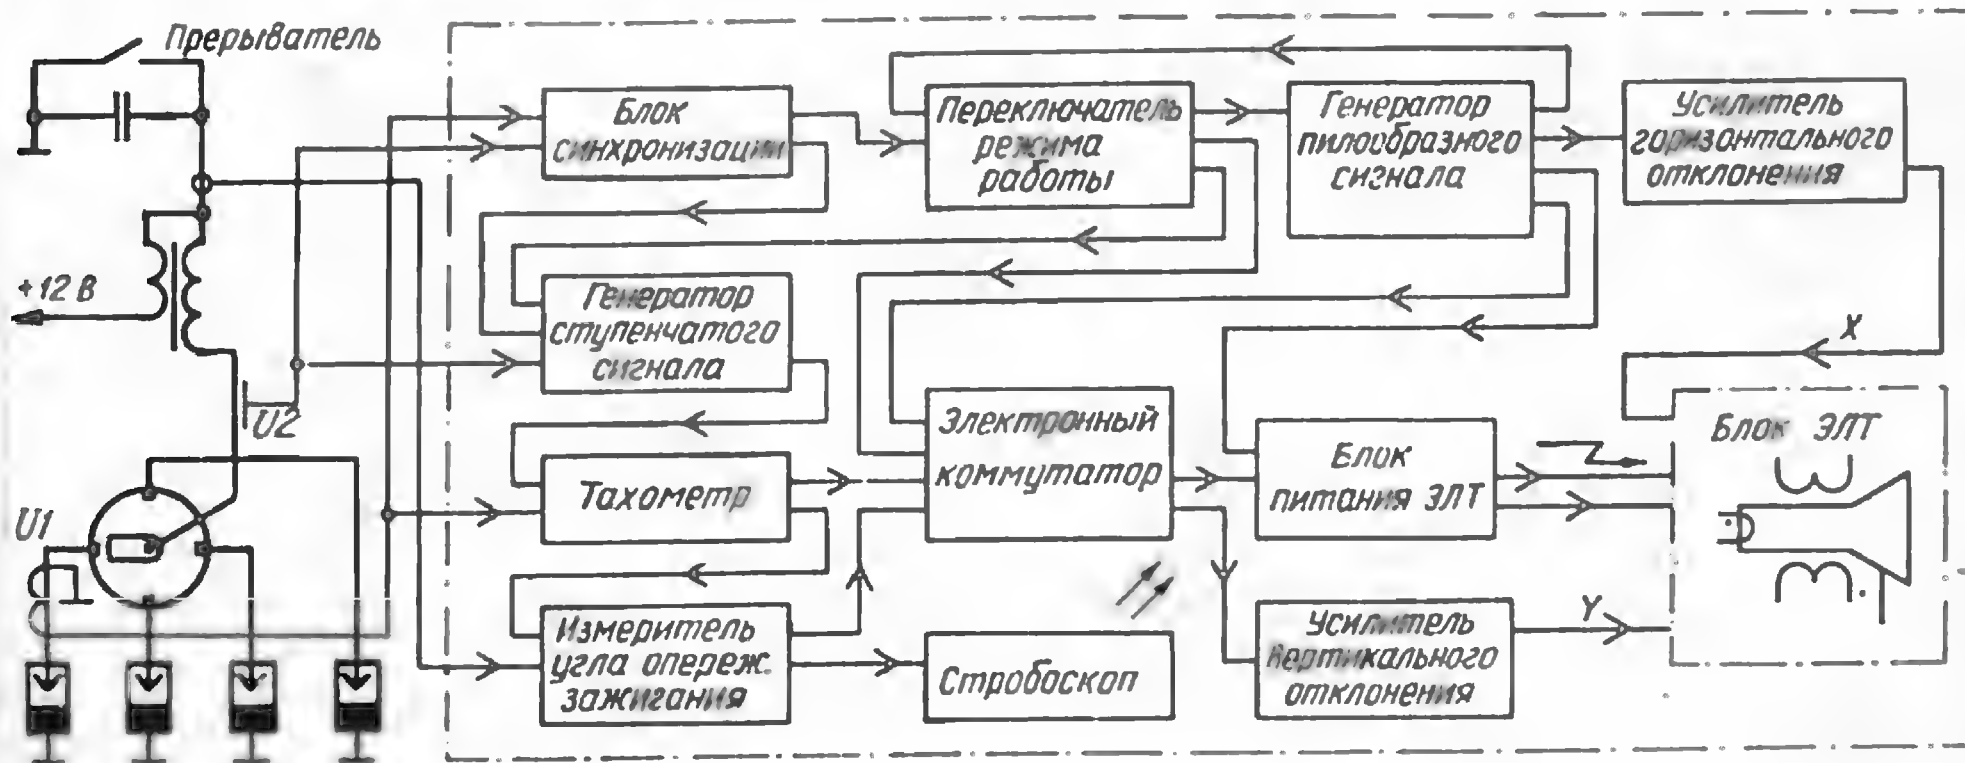 Прерыватель
+12 В
U2
U1
Блок
синхронизации
Переключатель
режима
работы
Генератор
пилообразного
сигнала
Усилитель
горизонтального
отклонения
Генератор
ступенчатого
сигнала
X
Тахометр
Электронный
коммутатор
Блок
питания ЭЛТ
Блок ЭЛТ
Измеритель
угла опереж.
зажигания
Стробоскоп
Усилитель
вертикального
отклонения
Y